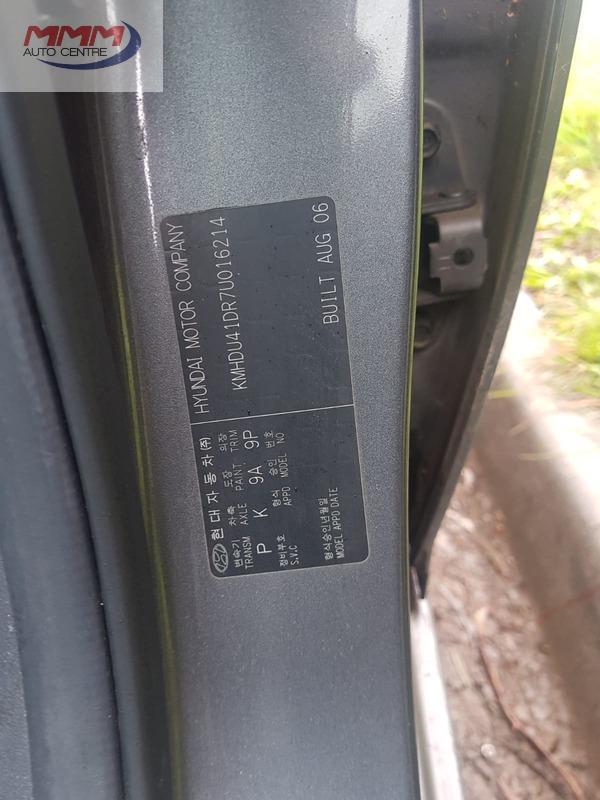 MMM
AUTO CENTRE
현대자동차(주) HYUNDAI MOTOR COMPANY
변속기 차축 도장 의장
TRANSM AXLE PAINT TRIM
P K 9A 9P
KMHDU41DR7U016214
정비부호 형식 승인 번호
S.V.C APPD MODEL NO
형식승인년월일
MODEL APPD DATE
BUILT AUG 06